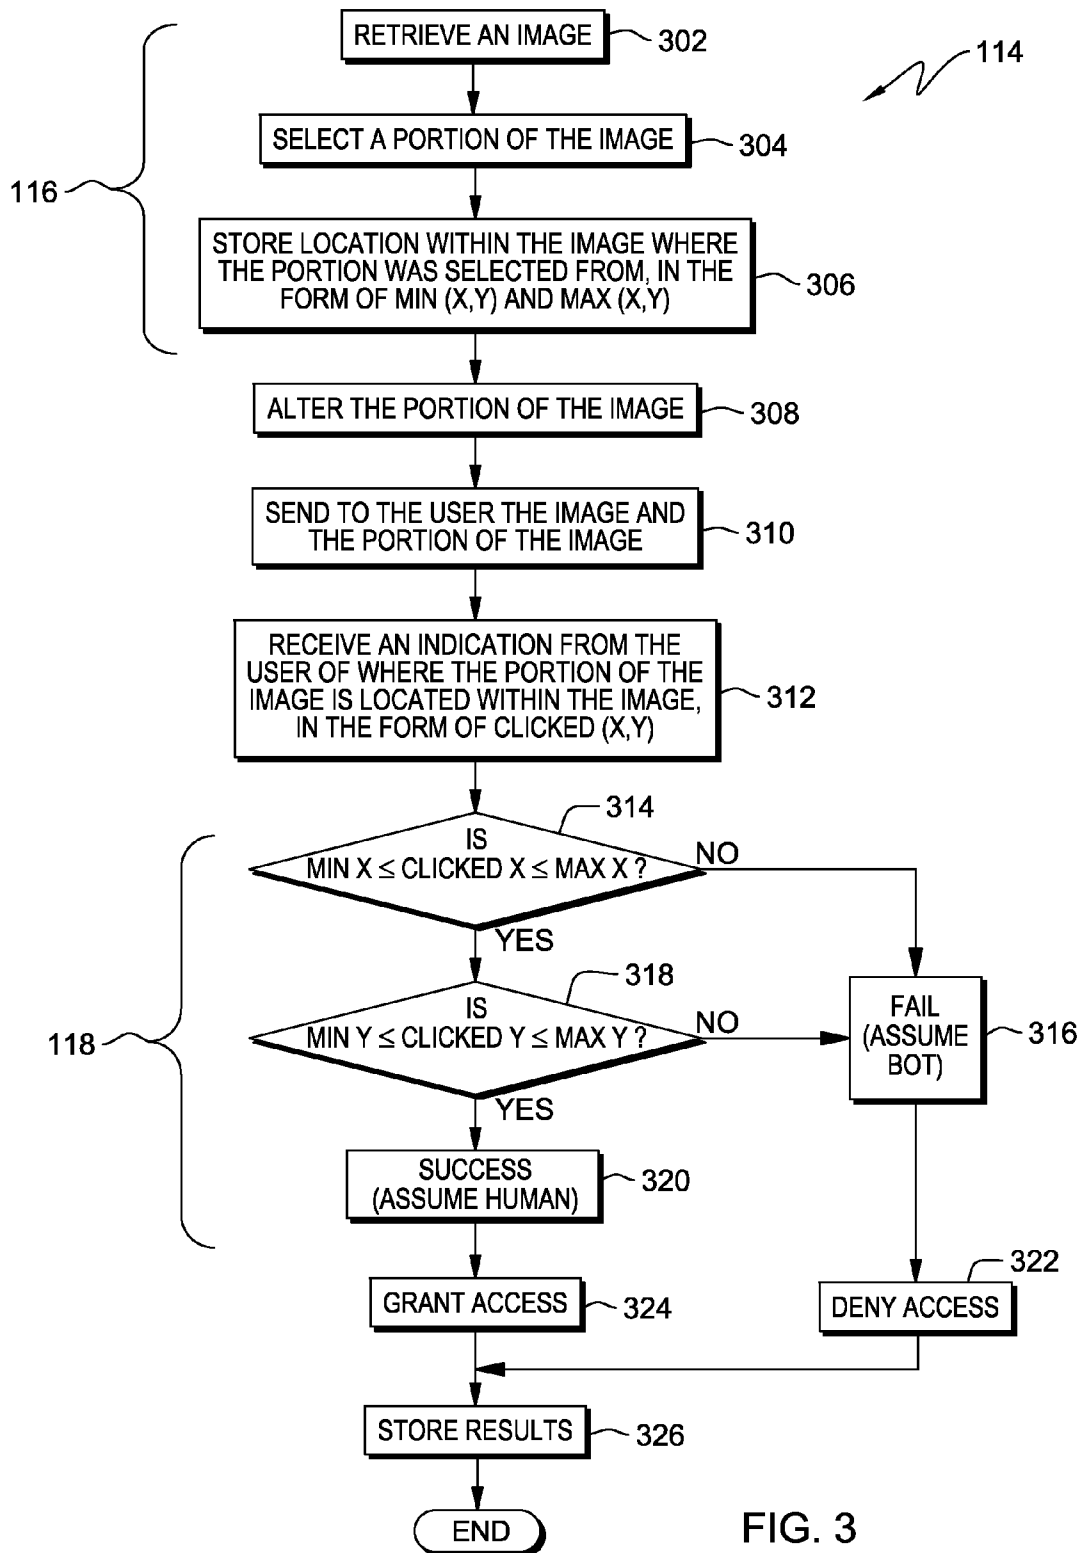 RETRIEVE AN IMAGE
302
114
SELECT A PORTION OF THE IMAGE
304
116
STORE LOCATION WITHIN THE IMAGE WHERE
THE PORTION WAS SELECTED FROM, IN THE
FORM OF MIN (X,Y) AND MAX (X,Y)
306
ALTER THE PORTION OF THE IMAGE
308
SEND TO THE USER THE IMAGE AND
THE PORTION OF THE IMAGE
310
RECEIVE AN INDICATION FROM THE
USER OF WHERE THE PORTION OF THE
IMAGE IS LOCATED WITHIN THE IMAGE,
IN THE FORM OF CLICKED (X,Y)
312
314
IS
MIN X ≤ CLICKED X ≤ MAX X ?
NO
YES
318
IS
MIN Y ≤ CLICKED Y ≤ MAX Y ?
NO
YES
118
FAIL
(ASSUME
BOT)
316
SUCCESS
(ASSUME HUMAN)
320
322
GRANT ACCESS
324
DENY ACCESS
STORE RESULTS
326
END
FIG. 3